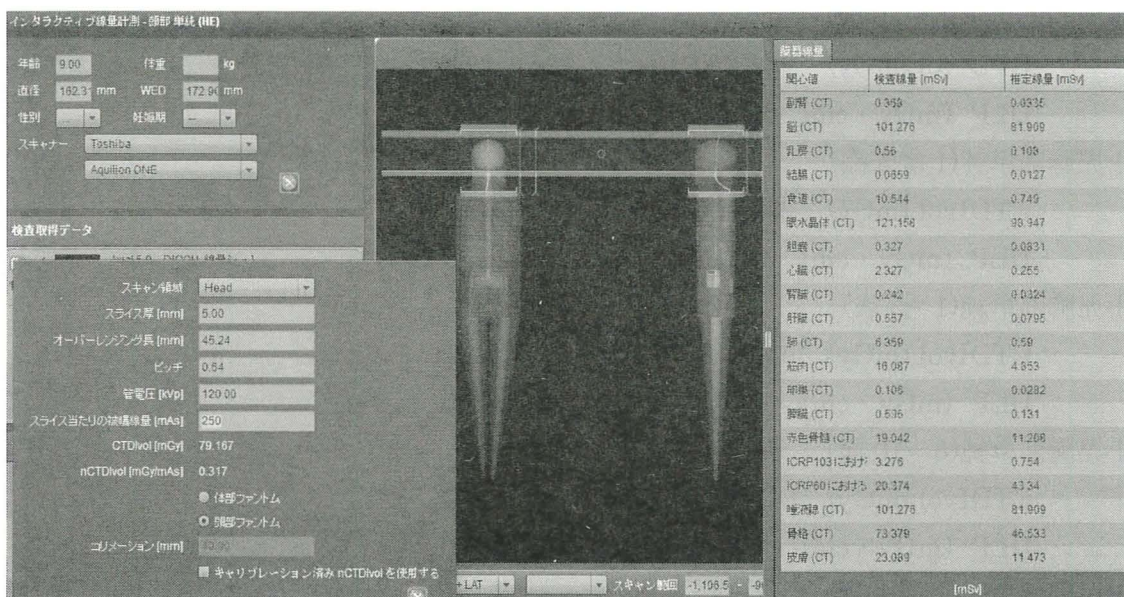 インタラクティブ線量計測 - 頭部 単純 (HE)
年齢 9.00 体重 kg
直径 162.31 mm WED 172.90 mm
性別 ... 妊娠期 --
スキャナー Toshiba
Aquilion ONE
検査取得データ
スキャン領域 Head
スライス厚 [mm] 5.00
オーバーレンジング長 [mm] 45.24
ピッチ 0.64
管電圧 [kVp] 120.00
スライス当たりの被曝線量 [mAs] 250
CTDIvol [mGy] 79.167
nCTDIvol [mGy/mAs] 0.317
体部ファントム
頭部ファントム
コリメーション [mm]
キャリブレーション済み nCTDIvol を使用する
+ LAT スキャン範囲 -1,106.5 -
臓器線量
関心値 検査線量 [mSv] 推定線量 [mSv]
副腎 (CT) 0.369 0.0335
脳 (CT) 101.276 81.909
乳房 (CT) 0.56 0.109
結腸 (CT) 0.0659 0.0127
食道 (CT) 10.544 0.749
眼水晶体 (CT) 121.156 98.947
胆嚢 (CT) 0.327 0.0831
心臓 (CT) 2.327 0.255
腎臓 (CT) 0.242 0.0324
肝臓 (CT) 0.557 0.0795
肺 (CT) 6.359 0.59
筋肉 (CT) 16.087 4.953
卵巣 (CT) 0.106 0.0282
脾臓 (CT) 0.536 0.131
赤色骨髄 (CT) 19.042 11.208
ICRP103における 3.276 0.754
ICRP60における 20.374 4.334
唾液腺 (CT) 101.276 81.909
骨格 (CT) 73.379 46.533
皮膚 (CT) 23.089 11.473
[mSv]